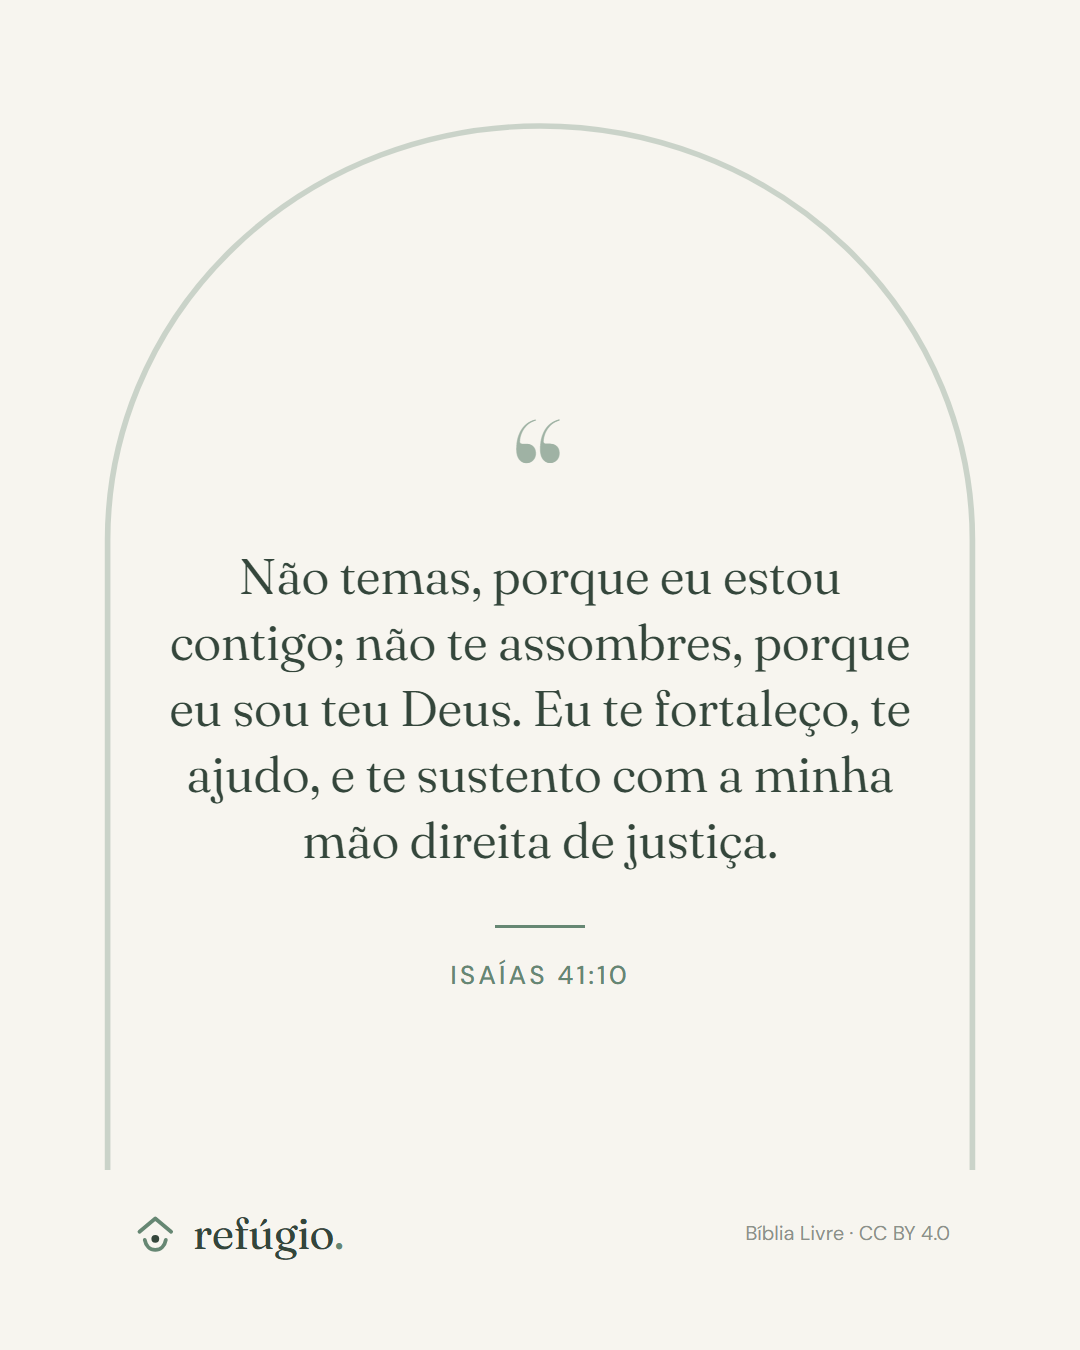 “
Não temas, porque eu estou
contigo; não te assombres, porque
eu sou teu Deus. Eu te fortaleço, te
ajudo, e te sustento com a minha
mão direita de justiça.
ISAÍAS 41:10
refúgio.
Bíblia Livre · CC BY 4.0